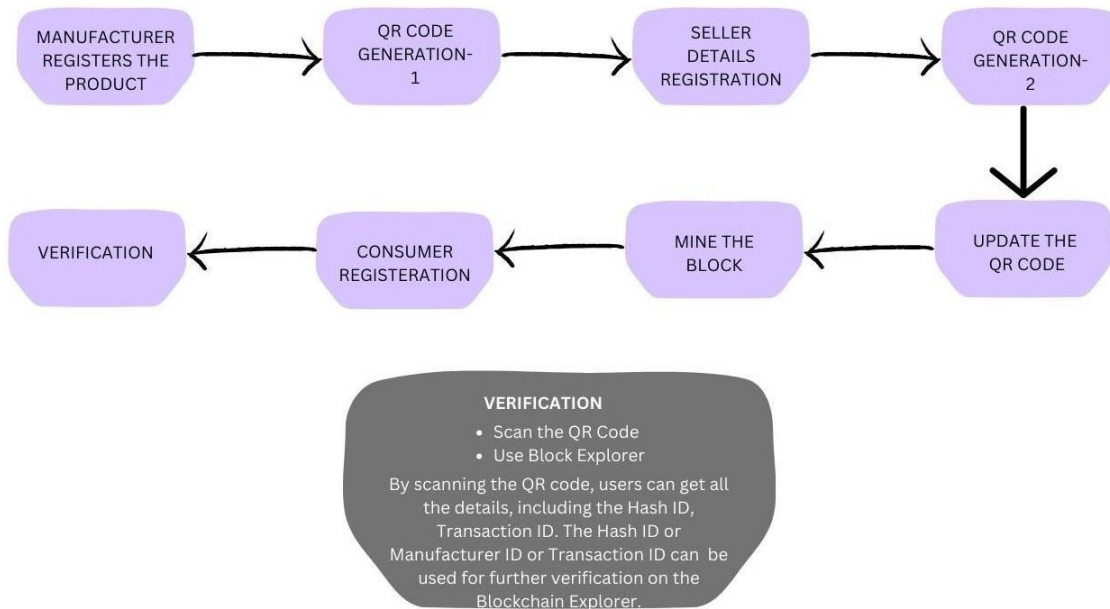 MANUFACTURER
REGISTERS THE
PRODUCT
QR CODE
GENERATION-
1
SELLER
DETAILS
REGISTRATION
QR CODE
GENERATION-
2
UPDATE THE
QR CODE
MINE THE
BLOCK
CONSUMER
REGISTERATION
VERIFICATION
VERIFICATION
• Scan the QR Code
• Use Block Explorer
By scanning the QR code, users can get all
the details, including the Hash ID,
Transaction ID. The Hash ID or
Manufacturer ID or Transaction ID can be
used for further verification on the
Blockchain Explorer.